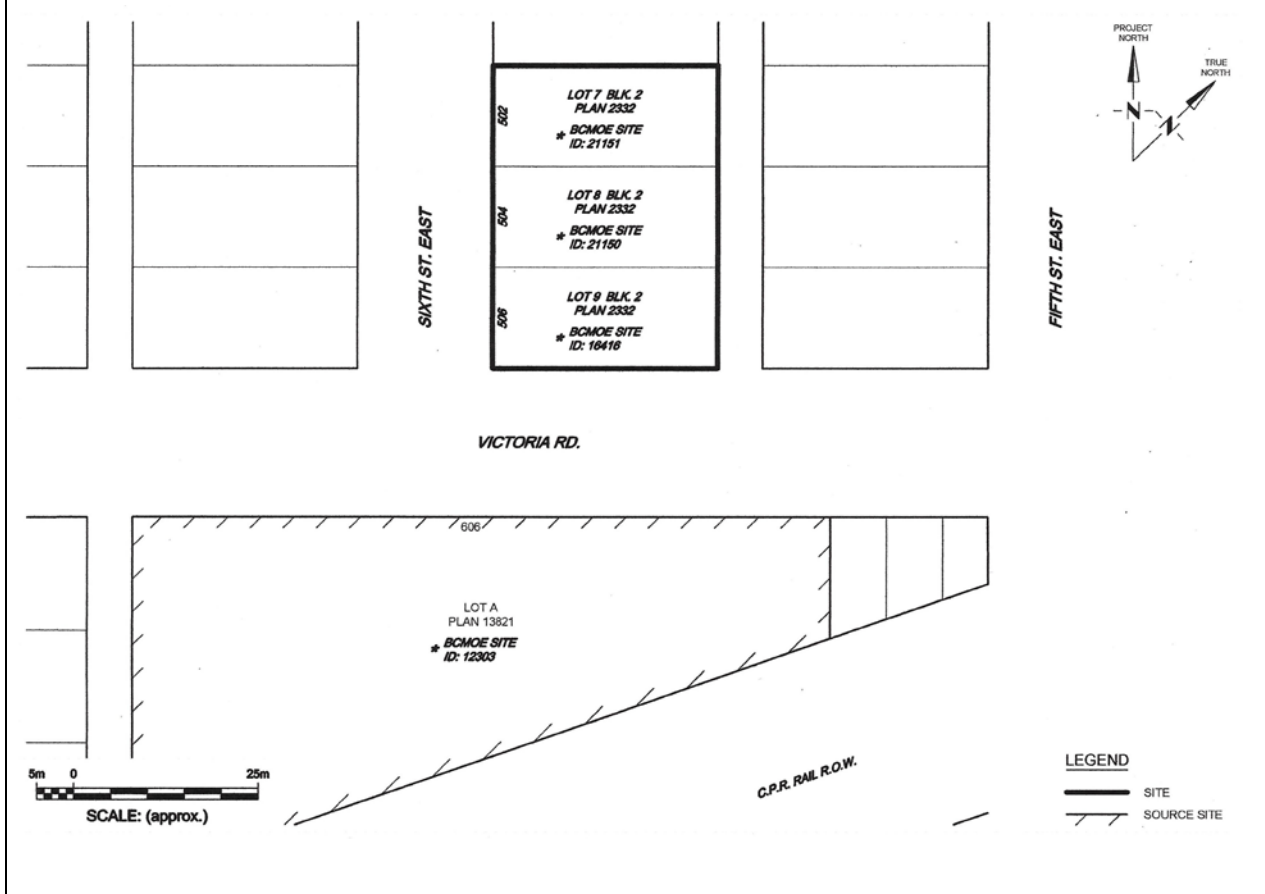 PROJECT
NORTH
TRUE
NORTH
N
N
502
LOT 7 BLK. 2
PLAN 2332
* BCMOE SITE
ID: 21151
504
LOT 8 BLK. 2
PLAN 2332
* BCMOE SITE
ID: 21150
506
LOT 9 BLK. 2
PLAN 2332
* BCMOE SITE
ID: 16416
SIXTH ST. EAST
FIFTH ST. EAST
VICTORIA RD.
606
LOT A
PLAN 13821
* BCMOE SITE
ID: 12303
C.P.R. RAIL R.O.W.
5m 0 25m
SCALE: (approx.)
LEGEND
SITE
SOURCE SITE